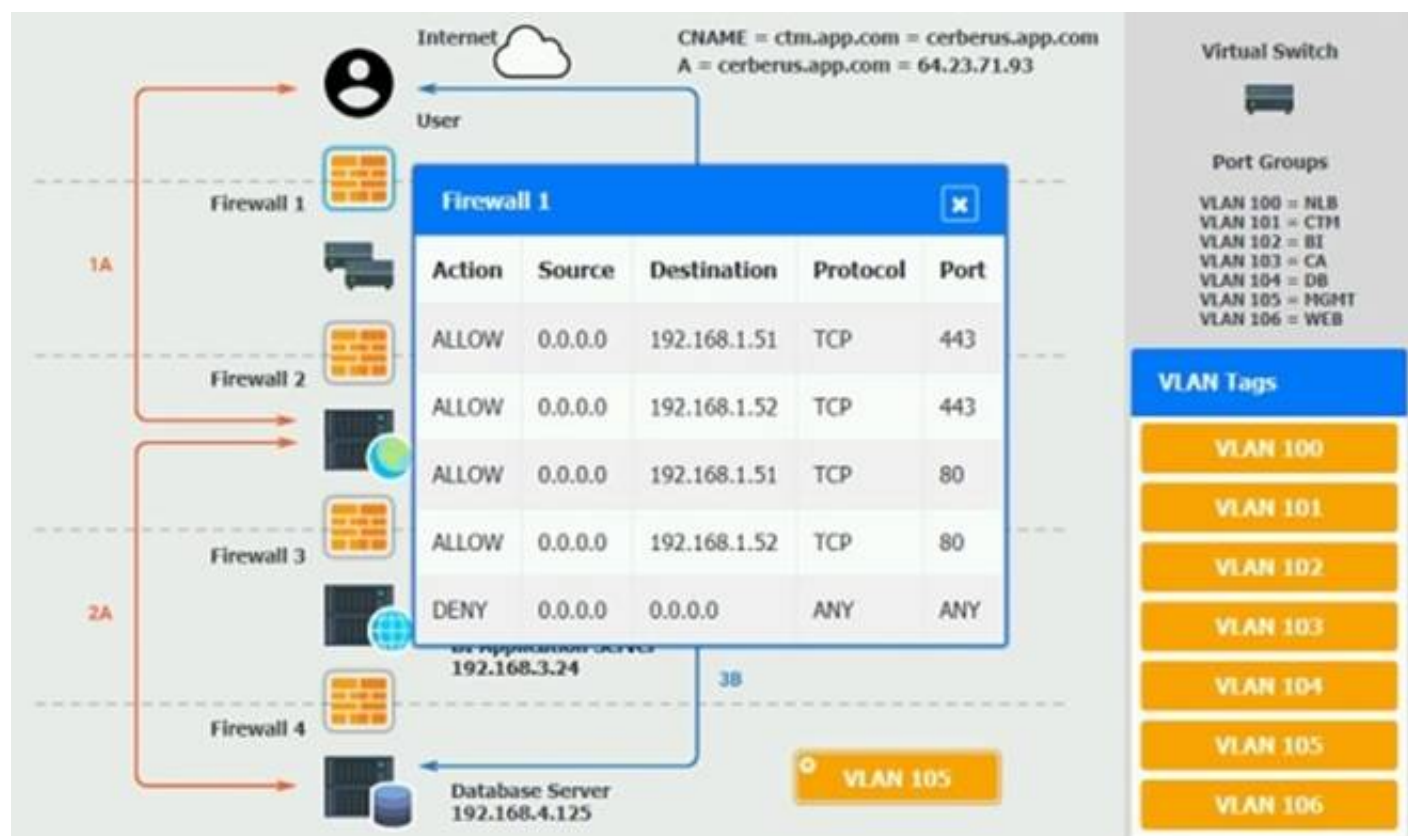 Internet
CNAME = ctm.app.com = cerberus.app.com
A = cerberus.app.com = 64.23.71.93
User
Firewall 1
1A
Firewall 2
Firewall 3
2A
Firewall 4
Firewall 1
Action Source Destination Protocol Port
ALLOW 0.0.0.0 192.168.1.51 TCP 443
ALLOW 0.0.0.0 192.168.1.52 TCP 443
ALLOW 0.0.0.0 192.168.1.51 TCP 80
ALLOW 0.0.0.0 192.168.1.52 TCP 80
DENY 0.0.0.0 0.0.0.0 ANY ANY
BI Application Server
192.168.3.24
3B
Database Server
192.168.4.125
VLAN 105
Virtual Switch
Port Groups
VLAN 100 = NLB
VLAN 101 = CTM
VLAN 102 = BI
VLAN 103 = CA
VLAN 104 = DB
VLAN 105 = MGMT
VLAN 106 = WEB
VLAN Tags
VLAN 100
VLAN 101
VLAN 102
VLAN 103
VLAN 104
VLAN 105
VLAN 106